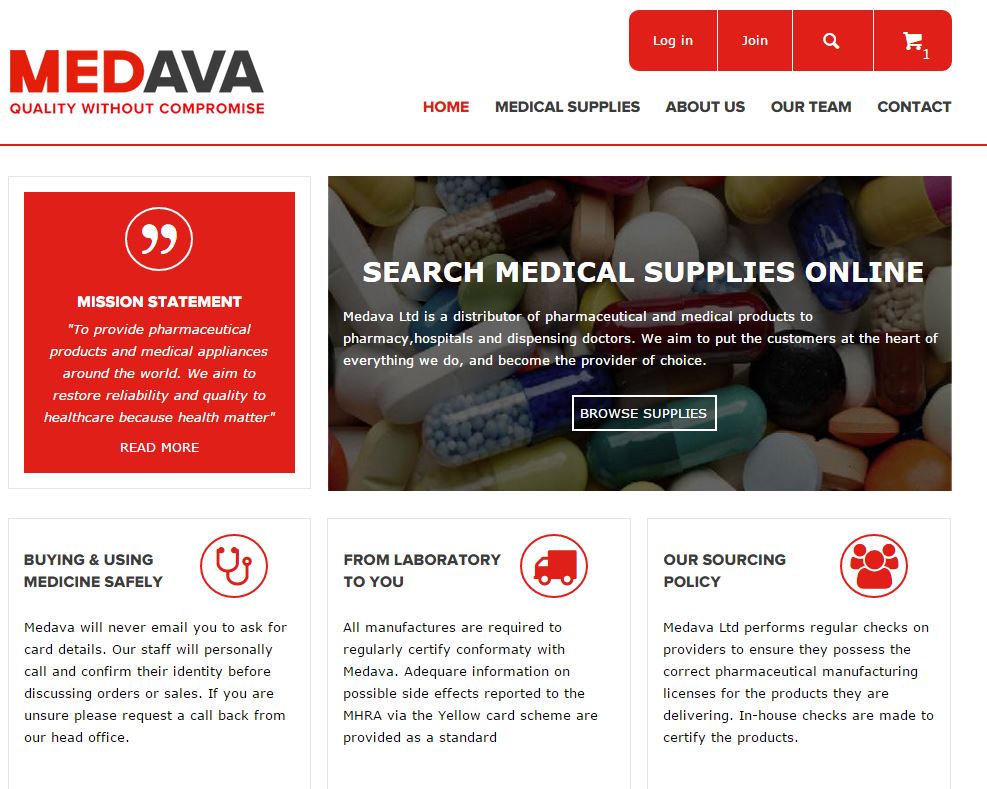 MEDAVA
QUALITY WITHOUT COMPROMISE
Log in
Join
1
HOME
MEDICAL SUPPLIES
ABOUT US
OUR TEAM
CONTACT
MISSION STATEMENT
"To provide pharmaceutical
products and medical appliances
around the world. We aim to
restore reliability and quality to
healthcare because health matter"
READ MORE
SEARCH MEDICAL SUPPLIES ONLINE
Medava Ltd is a distributor of pharmaceutical and medical products to
pharmacy,hospitals and dispensing doctors. We aim to put the customers at the heart of
everything we do, and become the provider of choice.
BROWSE SUPPLIES
BUYING & USING
MEDICINE SAFELY
Medava will never email you to ask for
card details. Our staff will personally
call and confirm their identity before
discussing orders or sales. If you are
unsure please request a call back from
our head office.
FROM LABORATORY
TO YOU
All manufactures are required to
regularly certify conformaty with
Medava. Adequare information on
possible side effects reported to the
MHRA via the Yellow card scheme are
provided as a standard
OUR SOURCING
POLICY
Medava Ltd performs regular checks on
providers to ensure they possess the
correct pharmaceutical manufacturing
licenses for the products they are
delivering. In-house checks are made to
certify the products.